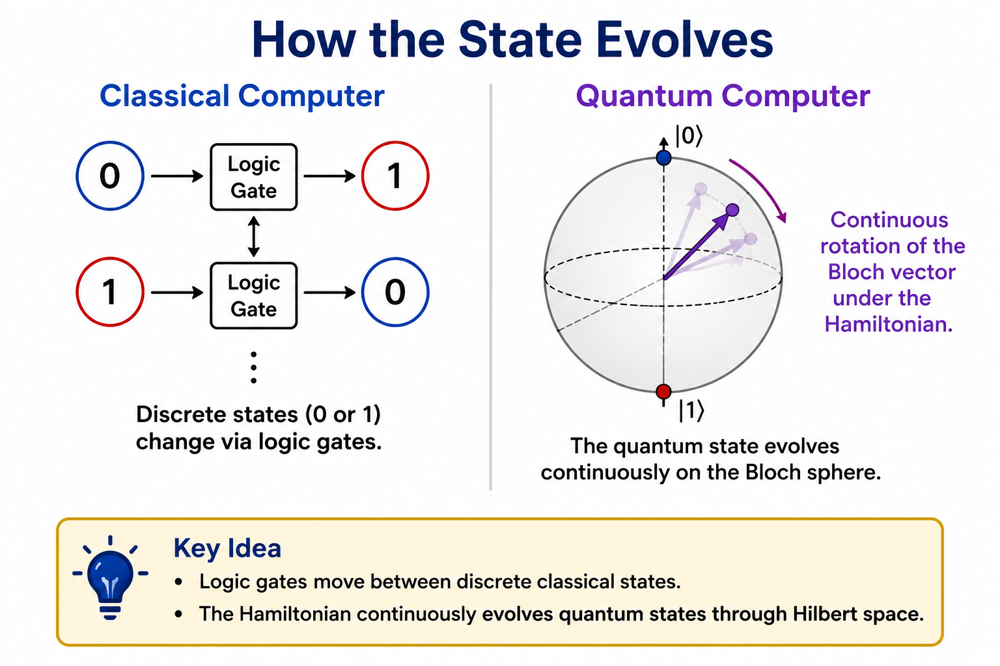 How the State Evolves
Classical Computer
0
Logic
Gate
1
1
Logic
Gate
0
Discrete states (0 or 1)
change via logic gates.
Quantum Computer
|0⟩
Continuous
rotation of the
Bloch vector
under the
Hamiltonian.
|1⟩
The quantum state evolves
continuously on the Bloch sphere.
Key Idea
• Logic gates move between discrete classical states.
• The Hamiltonian continuously evolves quantum states through Hilbert space.